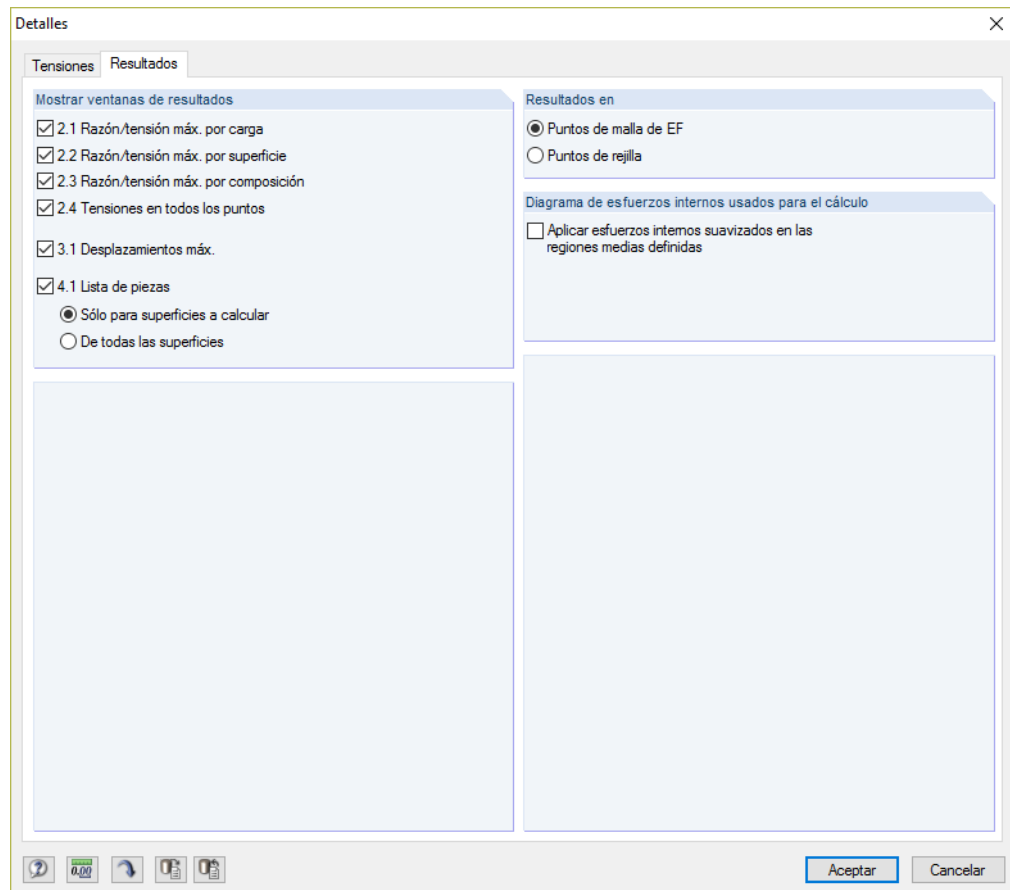 Detalles
Tensiones
Resultados
Mostrar ventanas de resultados
2.1 Razón/tensión máx. por carga
2.2 Razón/tensión máx. por superficie
2.3 Razón/tensión máx. por composición
2.4 Tensiones en todos los puntos
3.1 Desplazamientos máx.
4.1 Lista de piezas
Sólo para superficies a calcular
De todas las superficies
Resultados en
Puntos de malla de EF
Puntos de rejilla
Diagrama de esfuerzos internos usados para el cálculo
Aplicar esfuerzos internos suavizados en las
regiones medias definidas
0.00
Aceptar
Cancelar